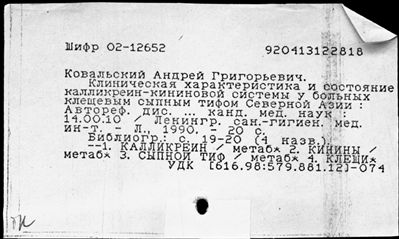 Шифр О2-12652 920413122818
Ковальский Андрей Григорьевич.
Клиническая характеристика и состояние
калликреин-кининовой системы у больных
клещевым сыпным тифом Северной Азии :
Автореф. дис. ... канд. мед. наук :
14.00.10 / Ленингр. сан.-гигиен. мед.
ин-т. - Л., 1990. - 20 с.
Библиогр.: с. 19-20 (4 назв.).
--1. КАЛЛИКРЕИН / метаб* 2. КИНИНЫ /
метаб* 3. СЫПНОЙ ТИФ / метаб* 4. КЛЕЩИ*
УДК [616.98:579.881.12]-074